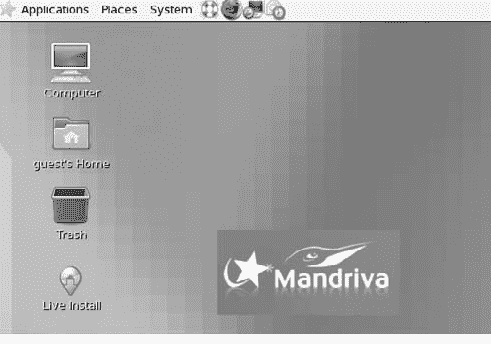 Applications Places System
Computer
guest's Home
Trash
Live Install
Mandriva